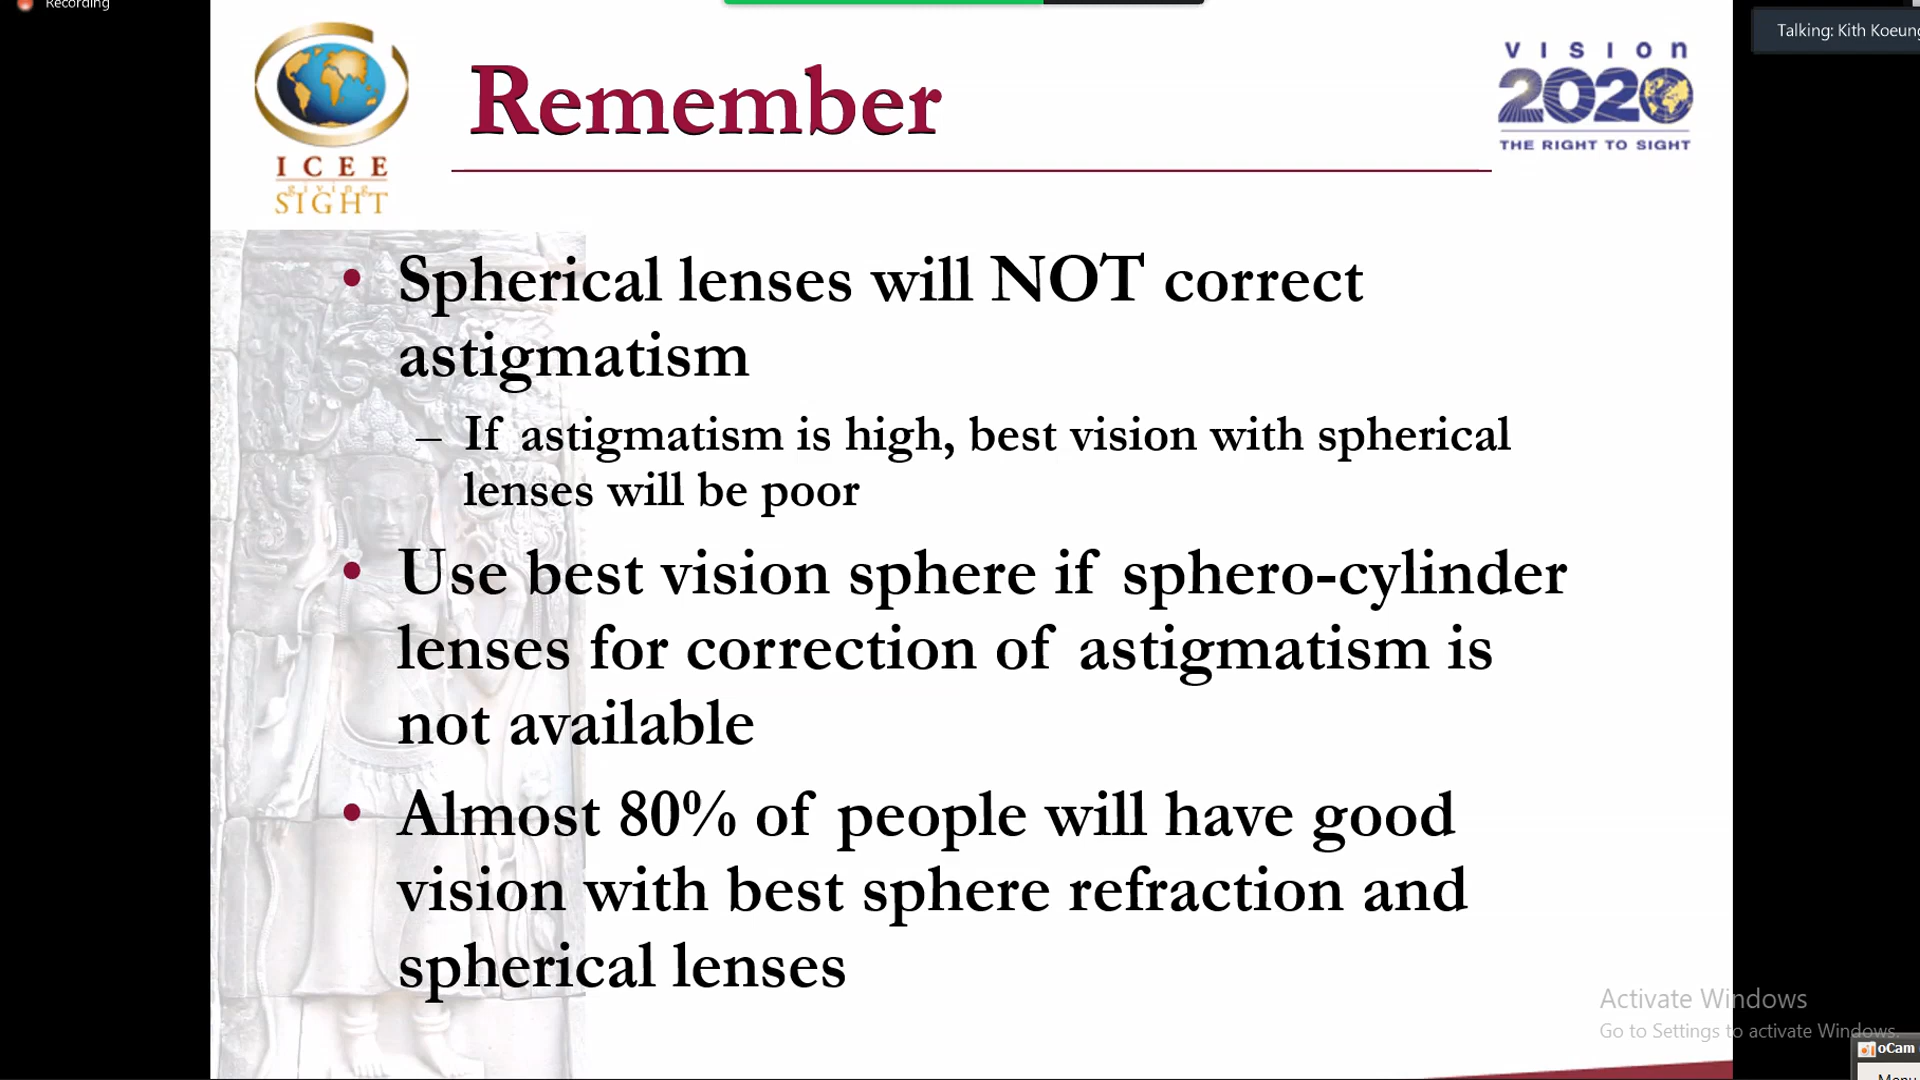 Recording
Talking: Kith Koeung
ICEE
giving
SIGHT
Remember
VISION
2020
THE RIGHT TO SIGHT
• Spherical lenses will NOT correct
astigmatism
– If astigmatism is high, best vision with spherical
lenses will be poor
• Use best vision sphere if sphero-cylinder
lenses for correction of astigmatism is
not available
• Almost 80% of people will have good
vision with best sphere refraction and
spherical lenses
Activate Windows
Go to Settings to activate Windows.
oCam
Menu